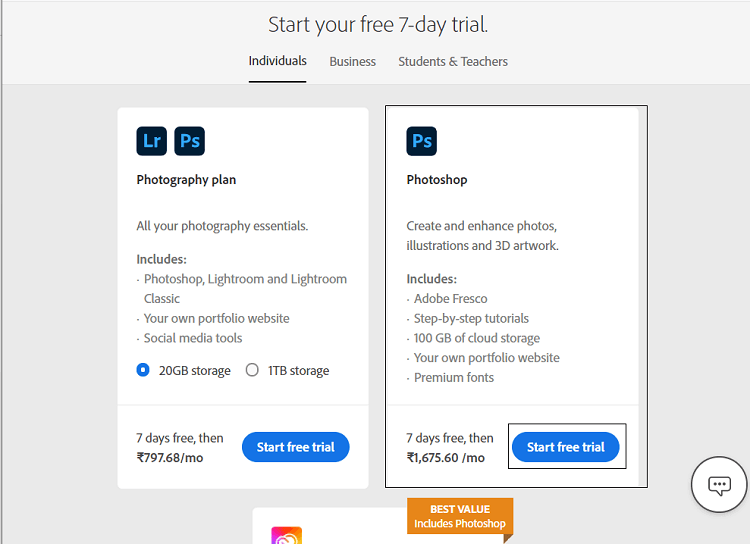 Start your free 7-day trial.
Individuals Business Students & Teachers
Lr Ps
Photography plan
All your photography essentials.
Includes:
· Photoshop, Lightroom and Lightroom
Classic
· Your own portfolio website
· Social media tools
20GB storage 1TB storage
7 days free, then
₹797.68/mo
Start free trial
Ps
Photoshop
Create and enhance photos,
illustrations and 3D artwork.
Includes:
· Adobe Fresco
· Step-by-step tutorials
· 100 GB of cloud storage
· Your own portfolio website
· Premium fonts
7 days free, then
₹1,675.60 /mo
Start free trial
BEST VALUE
Includes Photoshop